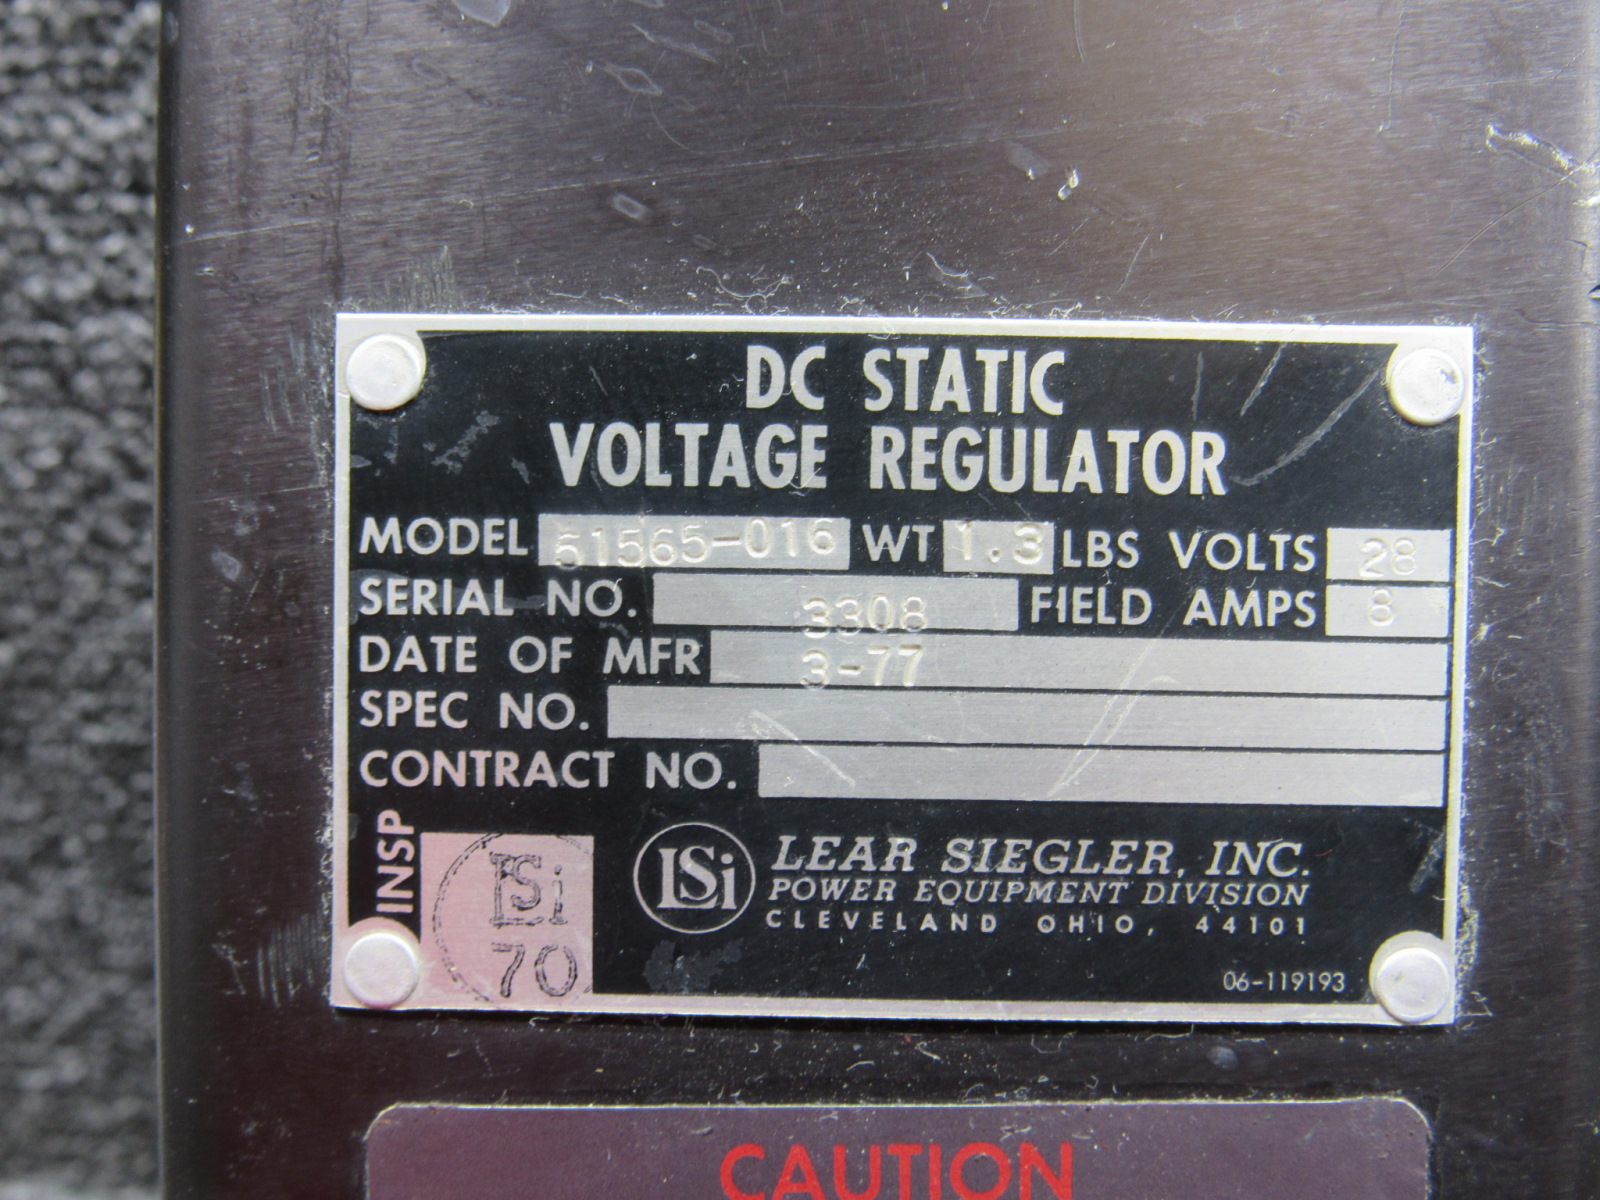 DC STATIC
VOLTAGE REGULATOR
MODEL 51565-016 WT 1.3 LBS VOLTS 28
SERIAL NO. 3308 FIELD AMPS 8
DATE OF MFR 3-77
SPEC NO.
CONTRACT NO.
INSP LSi 70
LSi LEAR SIEGLER, INC.
POWER EQUIPMENT DIVISION
CLEVELAND OHIO, 44101
06-119193
CAUTION